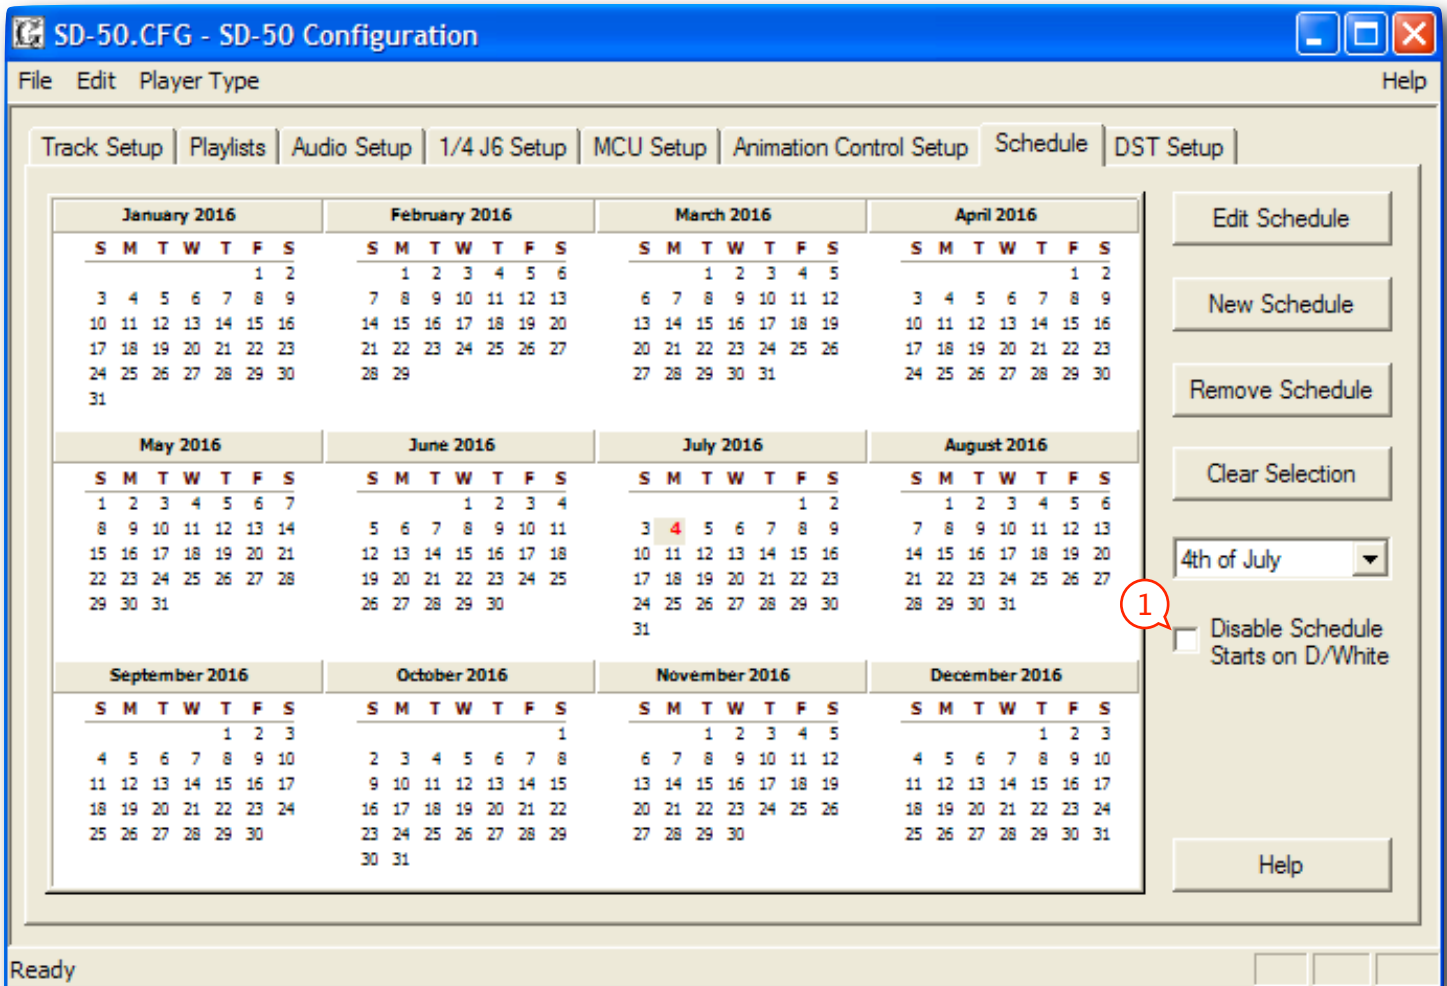 SD-50.CFG - SD-50 Configuration
File Edit Player Type Help
Track Setup Playlists Audio Setup 1/4 J6 Setup MCU Setup Animation Control Setup Schedule DST Setup
January 2016 February 2016 March 2016 April 2016
S M T W T F S S M T W T F S S M T W T F S S M T W T F S
1 2 1 2 3 4 5 6 1 2 3 4 5 1 2
3 4 5 6 7 8 9 7 8 9 10 11 12 13 6 7 8 9 10 11 12 3 4 5 6 7 8 9
10 11 12 13 14 15 16 14 15 16 17 18 19 20 13 14 15 16 17 18 19 10 11 12 13 14 15 16
17 18 19 20 21 22 23 21 22 23 24 25 26 27 20 21 22 23 24 25 26 17 18 19 20 21 22 23
24 25 26 27 28 29 30 28 29 27 28 29 30 31 24 25 26 27 28 29 30
31
May 2016 June 2016 July 2016 August 2016
S M T W T F S S M T W T F S S M T W T F S S M T W T F S
1 2 3 4 5 6 7 1 2 3 4 1 2 1 2 3 4 5 6
8 9 10 11 12 13 14 5 6 7 8 9 10 11 3 4 5 6 7 8 9 7 8 9 10 11 12 13
15 16 17 18 19 20 21 12 13 14 15 16 17 18 10 11 12 13 14 15 16 14 15 16 17 18 19 20
22 23 24 25 26 27 28 19 20 21 22 23 24 25 17 18 19 20 21 22 23 21 22 23 24 25 26 27
29 30 31 26 27 28 29 30 24 25 26 27 28 29 30 28 29 30 31
31
September 2016 October 2016 November 2016 December 2016
S M T W T F S S M T W T F S S M T W T F S S M T W T F S
1 2 3 1 1 2 3 4 5 1 2 3
4 5 6 7 8 9 10 2 3 4 5 6 7 8 6 7 8 9 10 11 12 4 5 6 7 8 9 10
11 12 13 14 15 16 17 9 10 11 12 13 14 15 13 14 15 16 17 18 19 11 12 13 14 15 16 17
18 19 20 21 22 23 24 16 17 18 19 20 21 22 20 21 22 23 24 25 26 18 19 20 21 22 23 24
25 26 27 28 29 30 23 24 25 26 27 28 29 27 28 29 30 25 26 27 28 29 30 31
30 31
Edit Schedule
New Schedule
Remove Schedule
Clear Selection
4th of July
1
Disable Schedule
Starts on D/White
Help
Ready